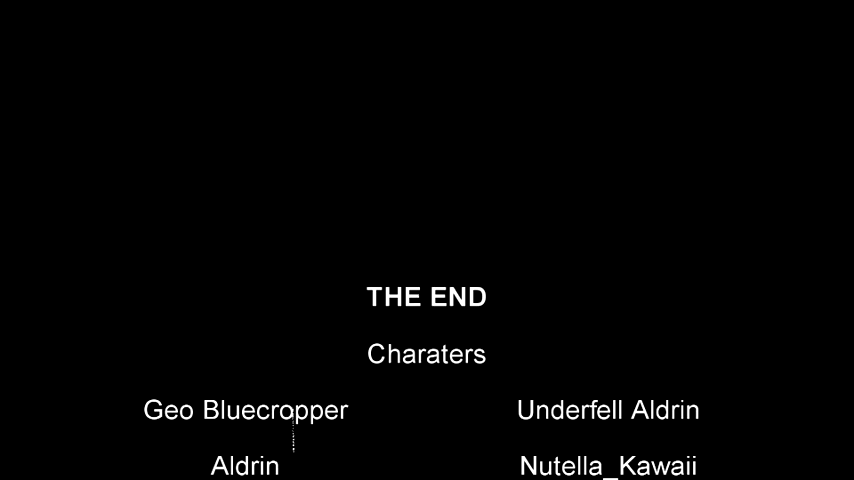 THE END
Charaters
Geo Bluecropper Underfell Aldrin
Aldrin Nutella_Kawaii